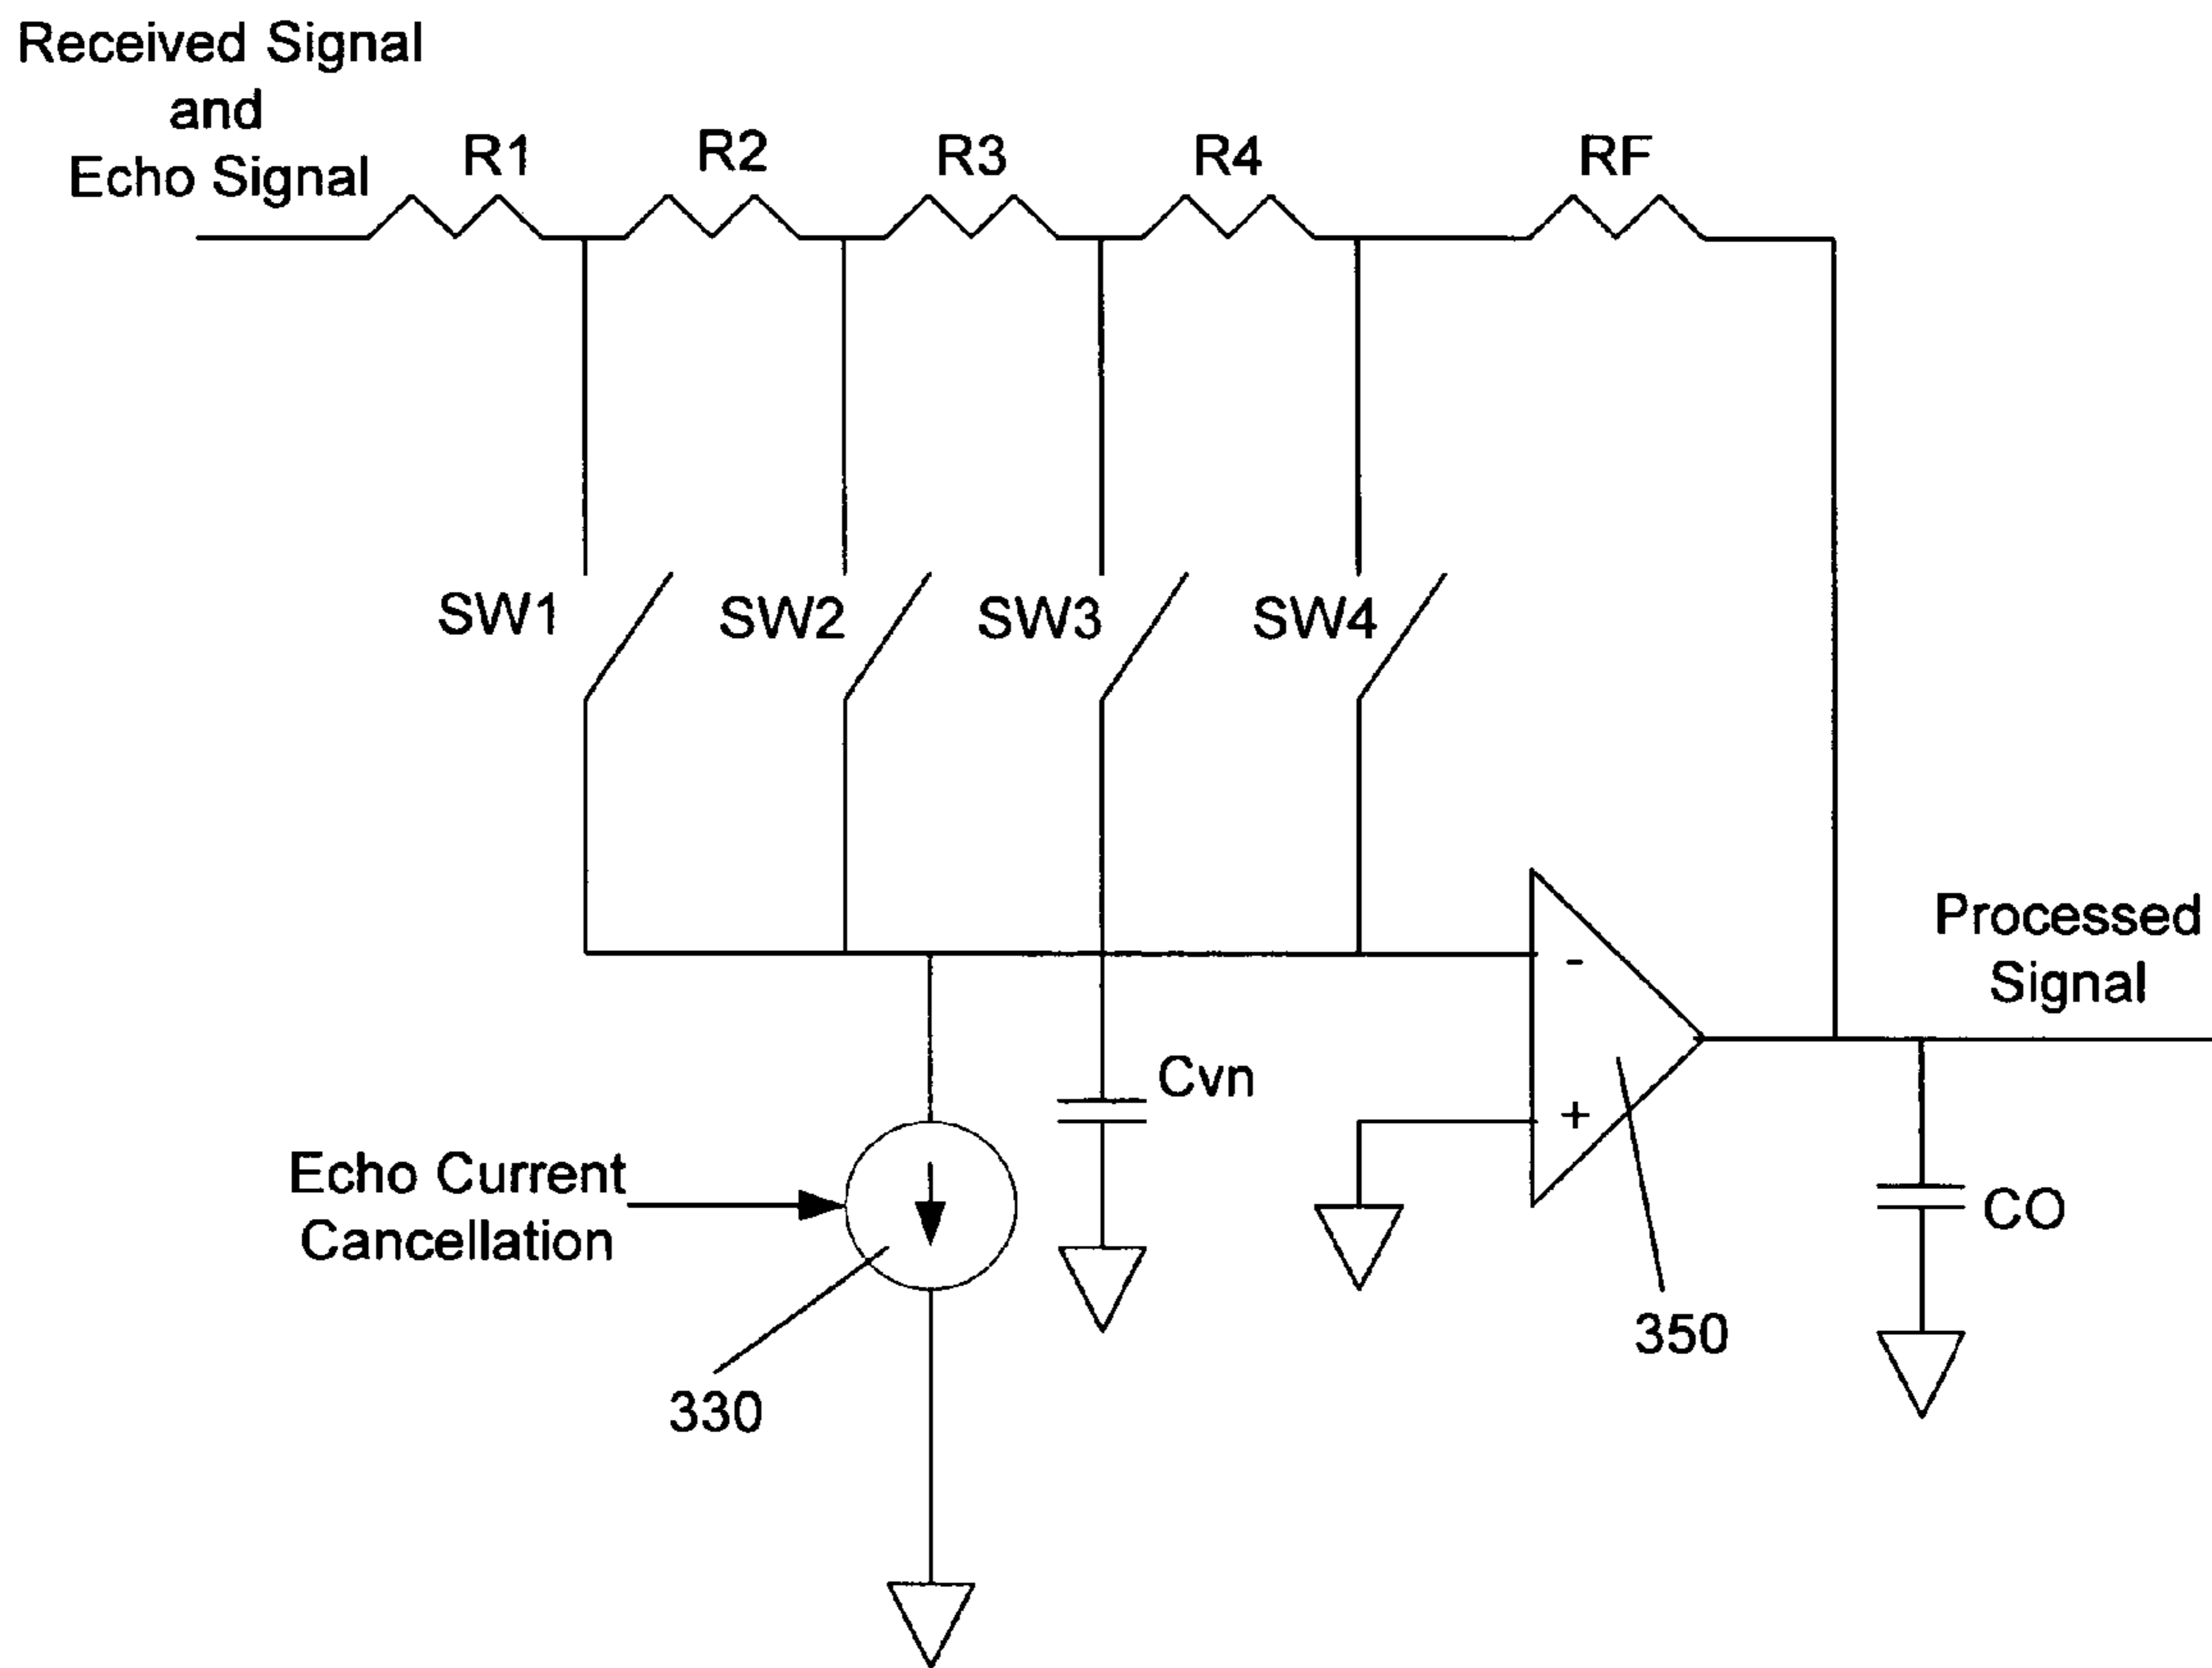 Received Signal
and
Echo Signal
R1
R2
R3
R4
RF
SW1
SW2
SW3
SW4
-
+
Processed
Signal
Cvn
Echo Current
Cancellation
CO
350
330